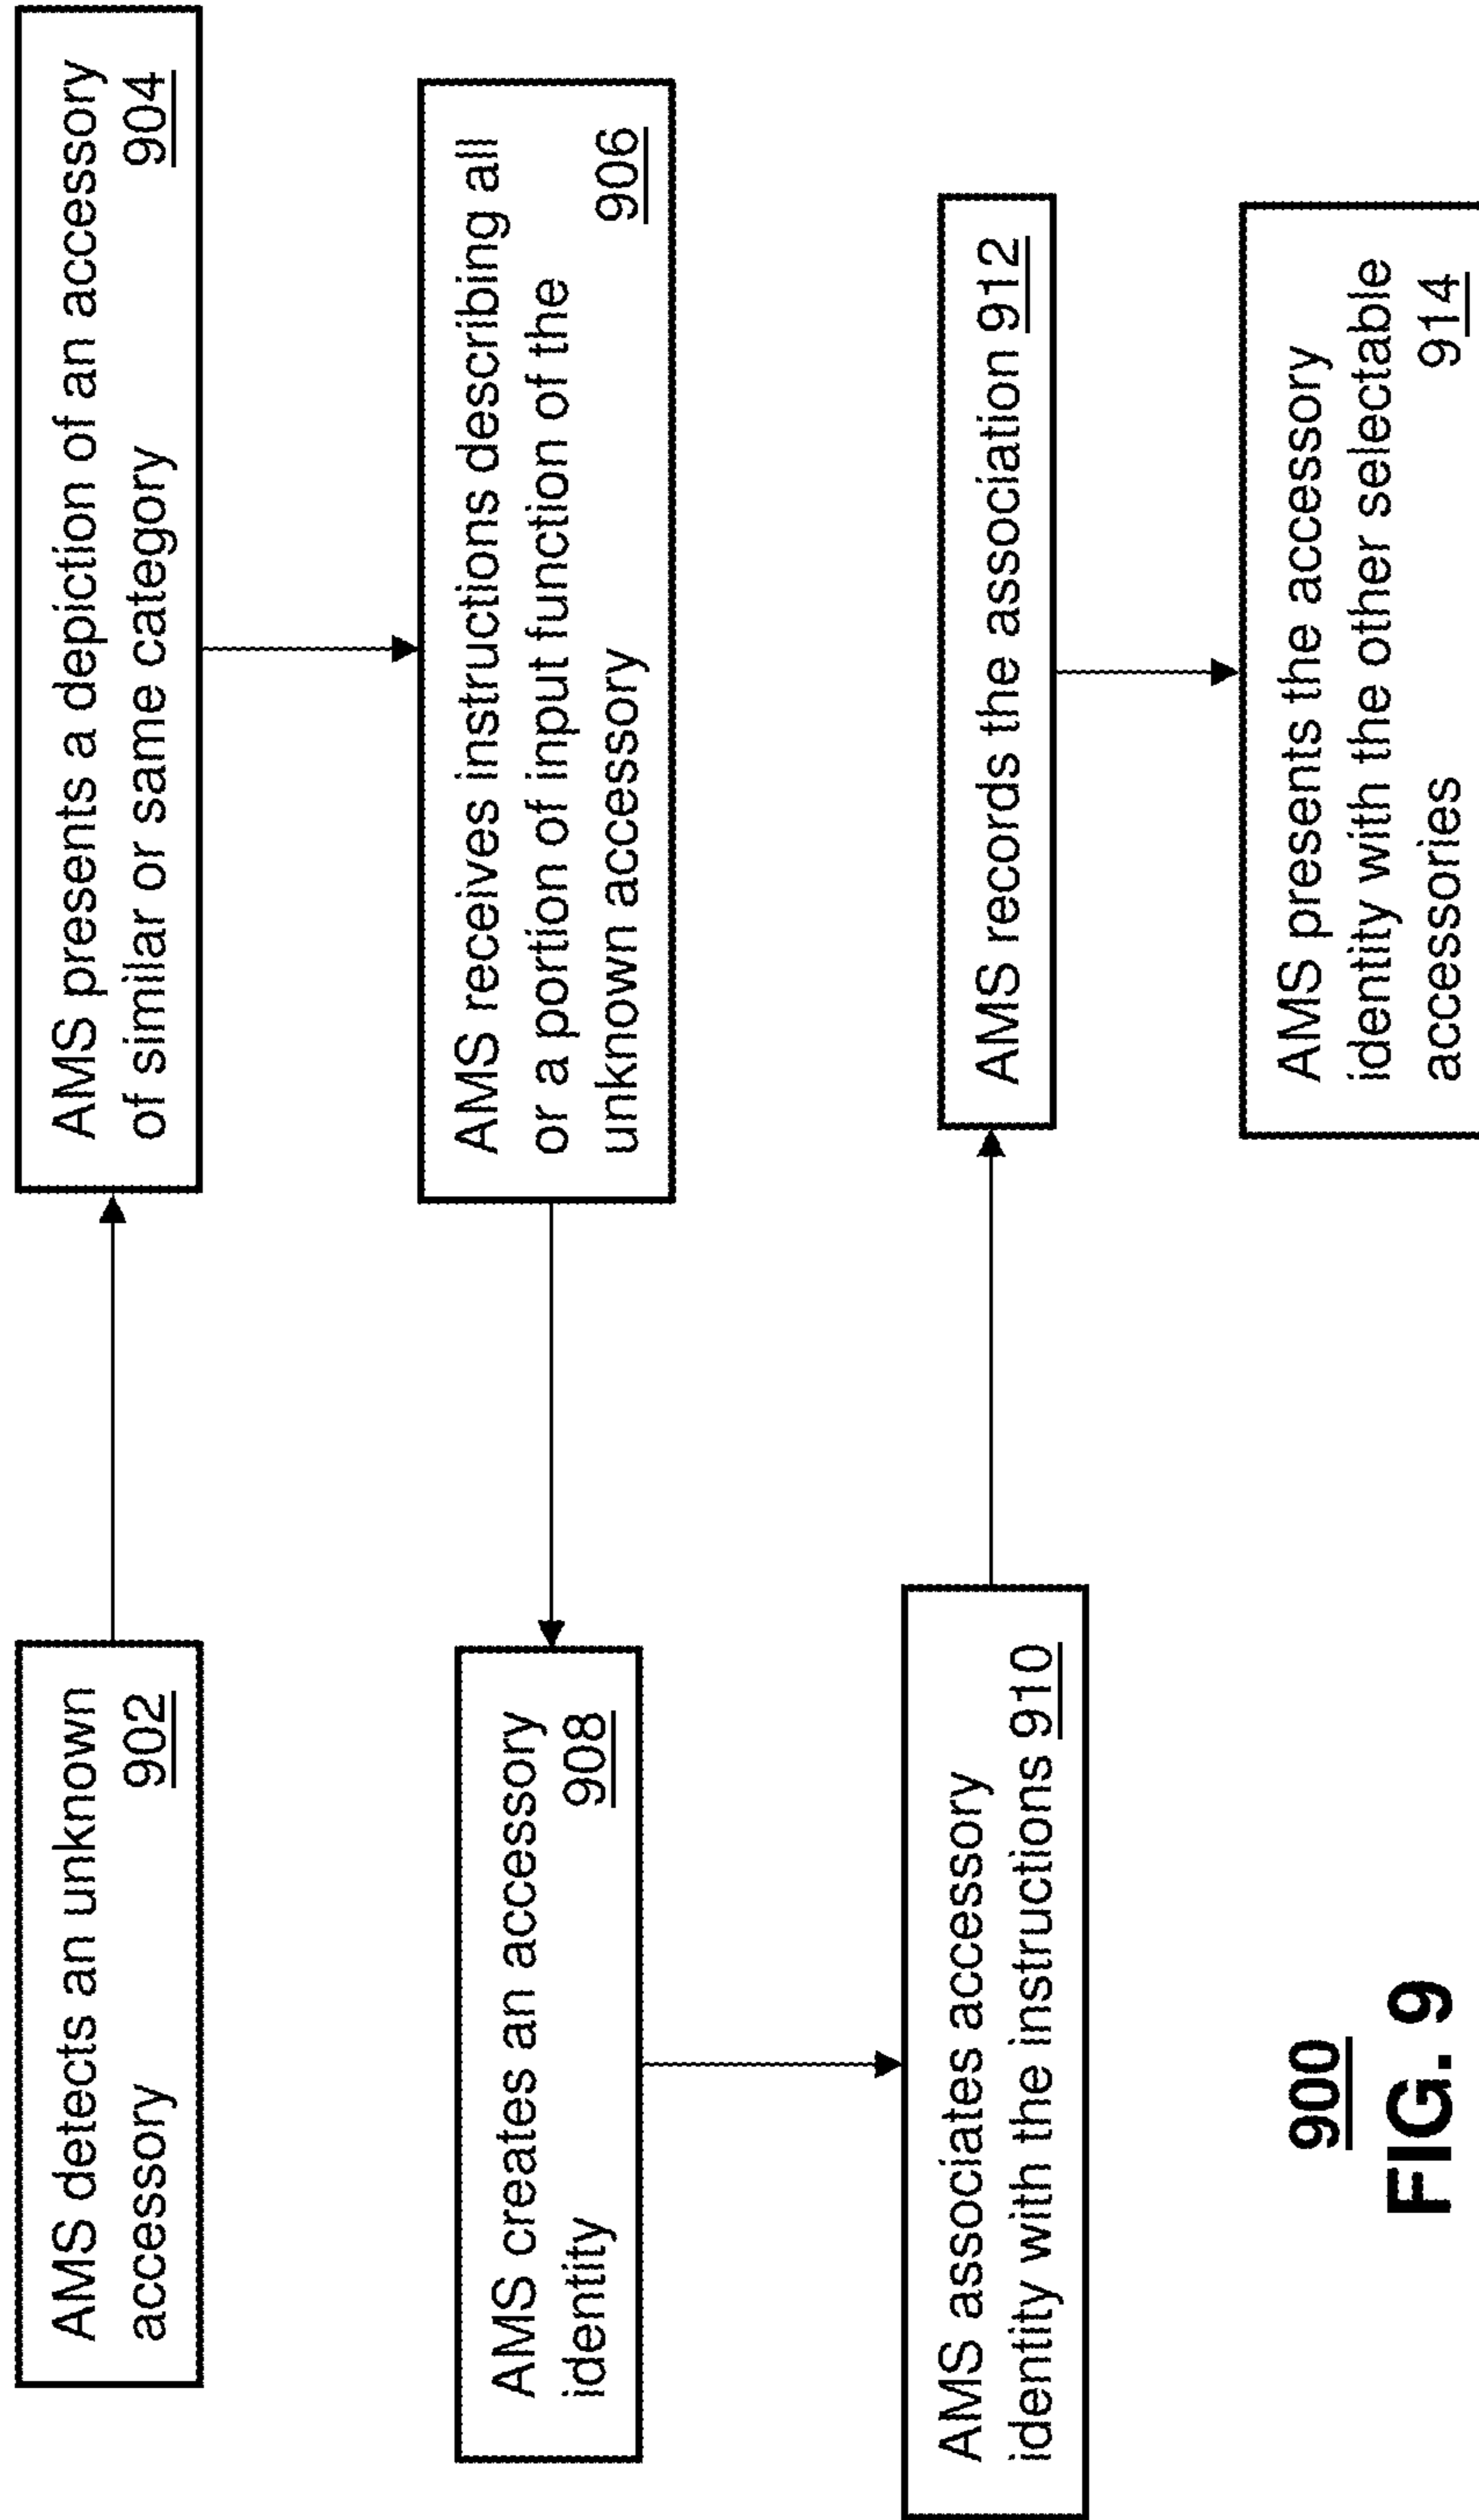 AMS detects an unknown
accessory 902
AMS presents a depiction of an accessory
of similar or same category 904
AMS receives instructions describing all
or a portion of input function of the
unknown accessory 906
AMS creates an accessory
identity 908
AMS associates accessory
identity with the instructions 910
AMS records the association 912
AMS presents the accessory
identity with the other selectable
accessories 914
900
FIG. 9